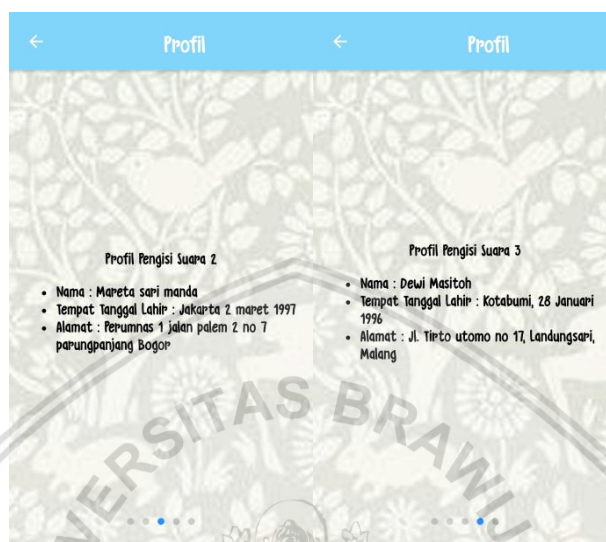 Profil
Profil Pengisi Suara 2
• Nama : Mareta sari manda
• Tempat Tanggal Lahir : Jakarta 2 maret 1997
• Alamat : Perumnas 1 jalan palem 2 no 7
parungpanjang Bogor
Profil
Profil Pengisi Suara 3
• Nama : Dewi Masitoh
• Tempat Tanggal Lahir : Kotabumi, 28 Januari
1996
• Alamat : Jl. Tirto utomo no 17, Landungsari,
Malang
ERSITAS BRAWIJ